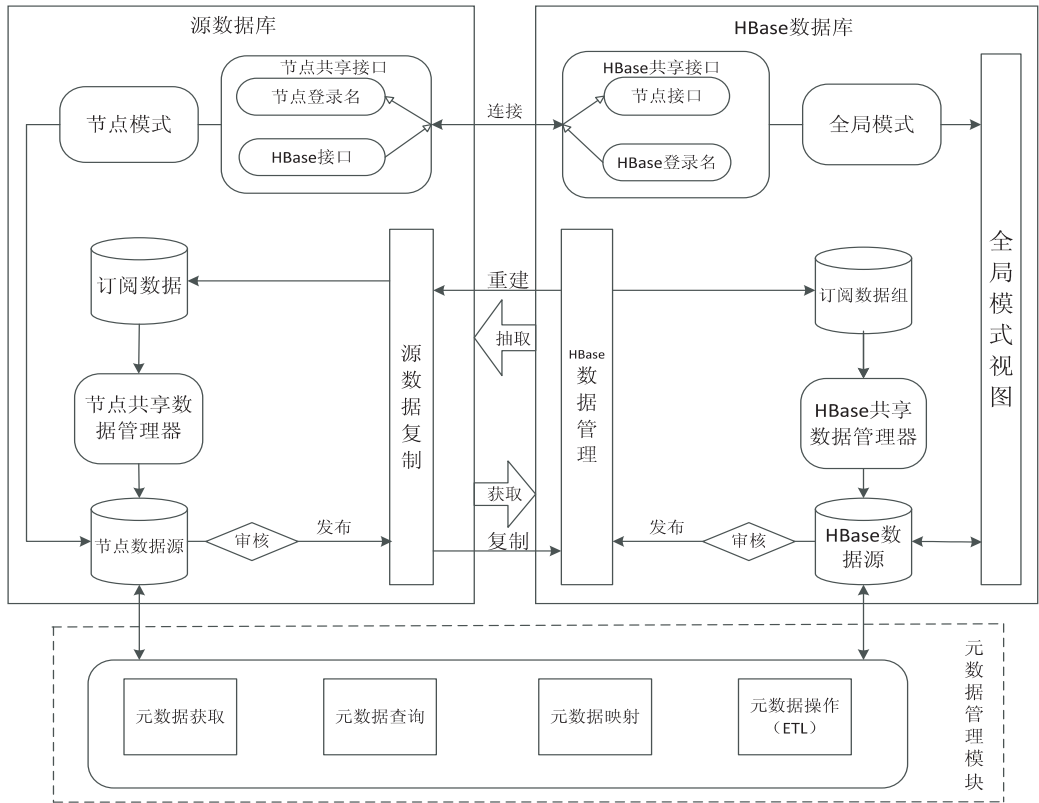 源数据库
HBase数据库
节点共享接口
节点登录名
HBase接口
节点模式
连接
HBase共享接口
节点接口
HBase登录名
全局模式
全局模式视图
订阅数据
节点共享数
据管理器
节点数据源
审核
发布
源数据复制
重建
抽取
获取
复制
HBase
数据管理
订阅数据组
HBase共享
数据管理器
发布
审核
HBase数
据源
元数据获取
元数据查询
元数据映射
元数据操作
（ETL）
元数据管理模块